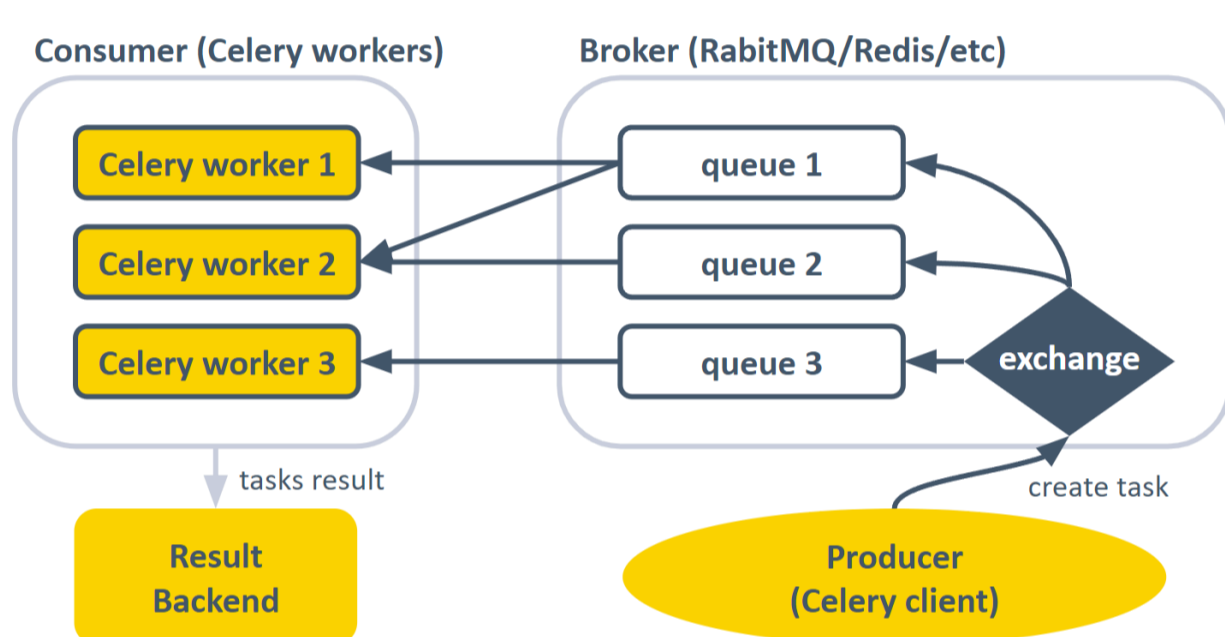 Consumer (Celery workers)
Broker (RabitMQ/Redis/etc)
Celery worker 1
queue 1
Celery worker 2
queue 2
Celery worker 3
queue 3
exchange
tasks result
create task
Result
Backend
Producer
(Celery client)